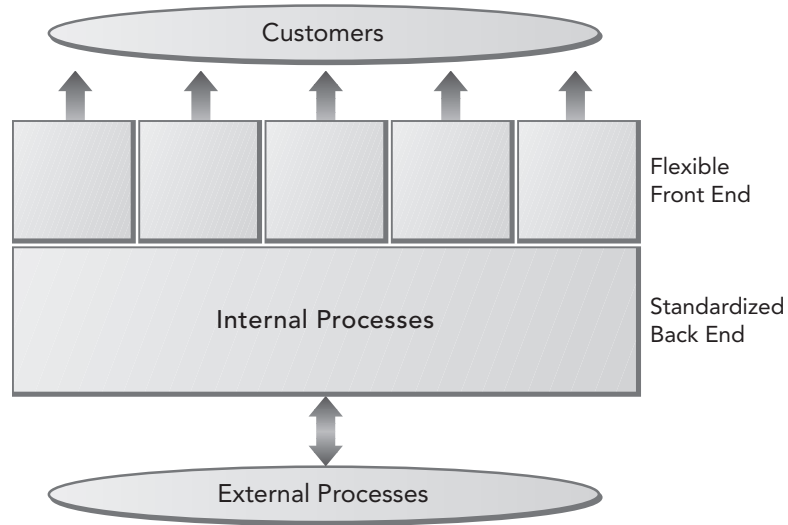 Customers
Flexible
Front End
Internal Processes
Standardized
Back End
External Processes